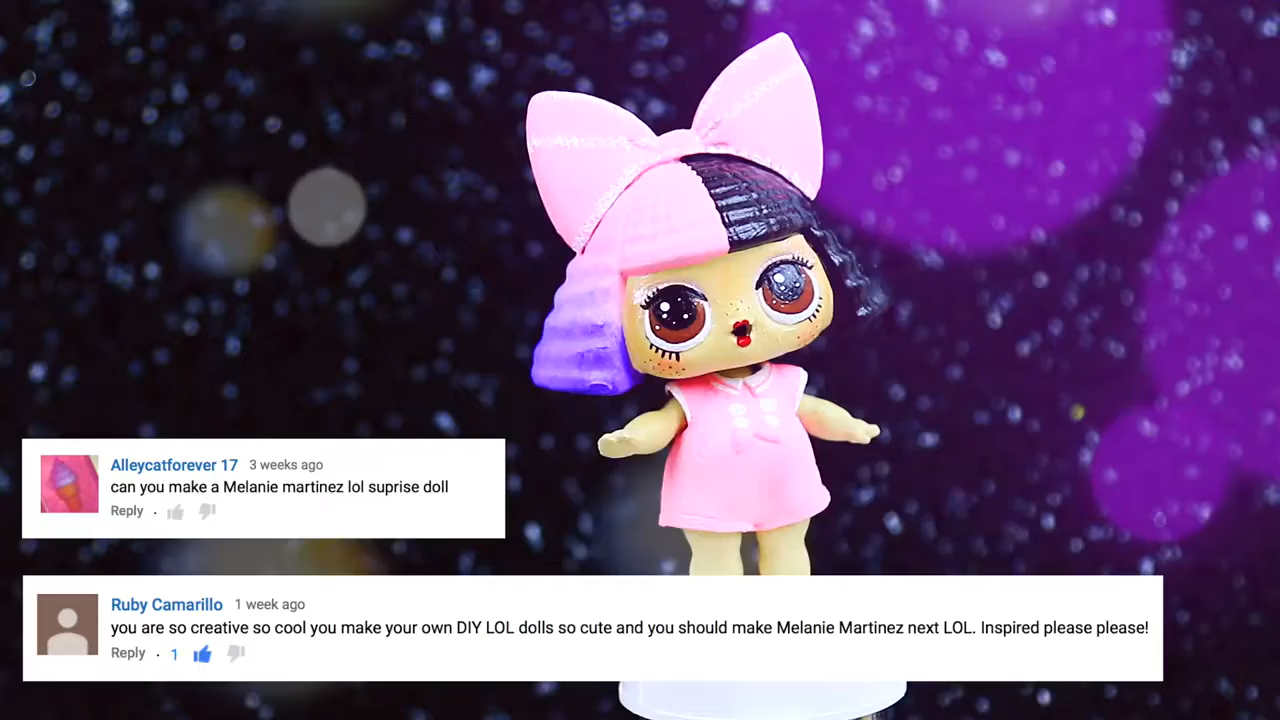 Alleycatforever 17 3 weeks ago
can you make a Melanie martinez lol suprise doll
Reply .
Ruby Camarillo 1 week ago
you are so creative so cool you make your own DIY LOL dolls so cute and you should make Melanie Martinez next LOL. Inspired please please!
Reply . 1